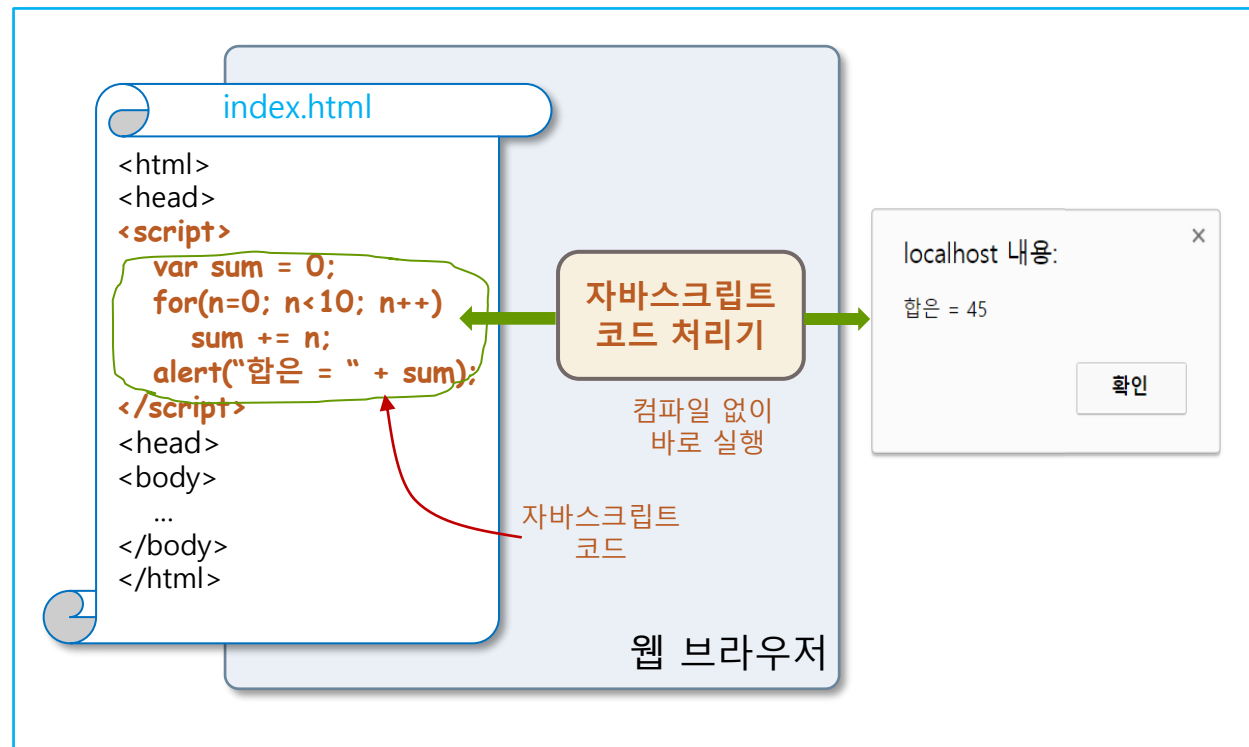 index.html
<html>
<head>
<script>
var sum = 0;
for(n=0; n<10; n++)
sum += n;
alert(“합은 = “ + sum);
</script>
<head>
<body>
...
</body>
</html>
자바스크립트
코드 처리기
컴파일 없이
바로 실행
자바스크립트
코드
웹 브라우저
localhost 내용:
×
합은 = 45
확인